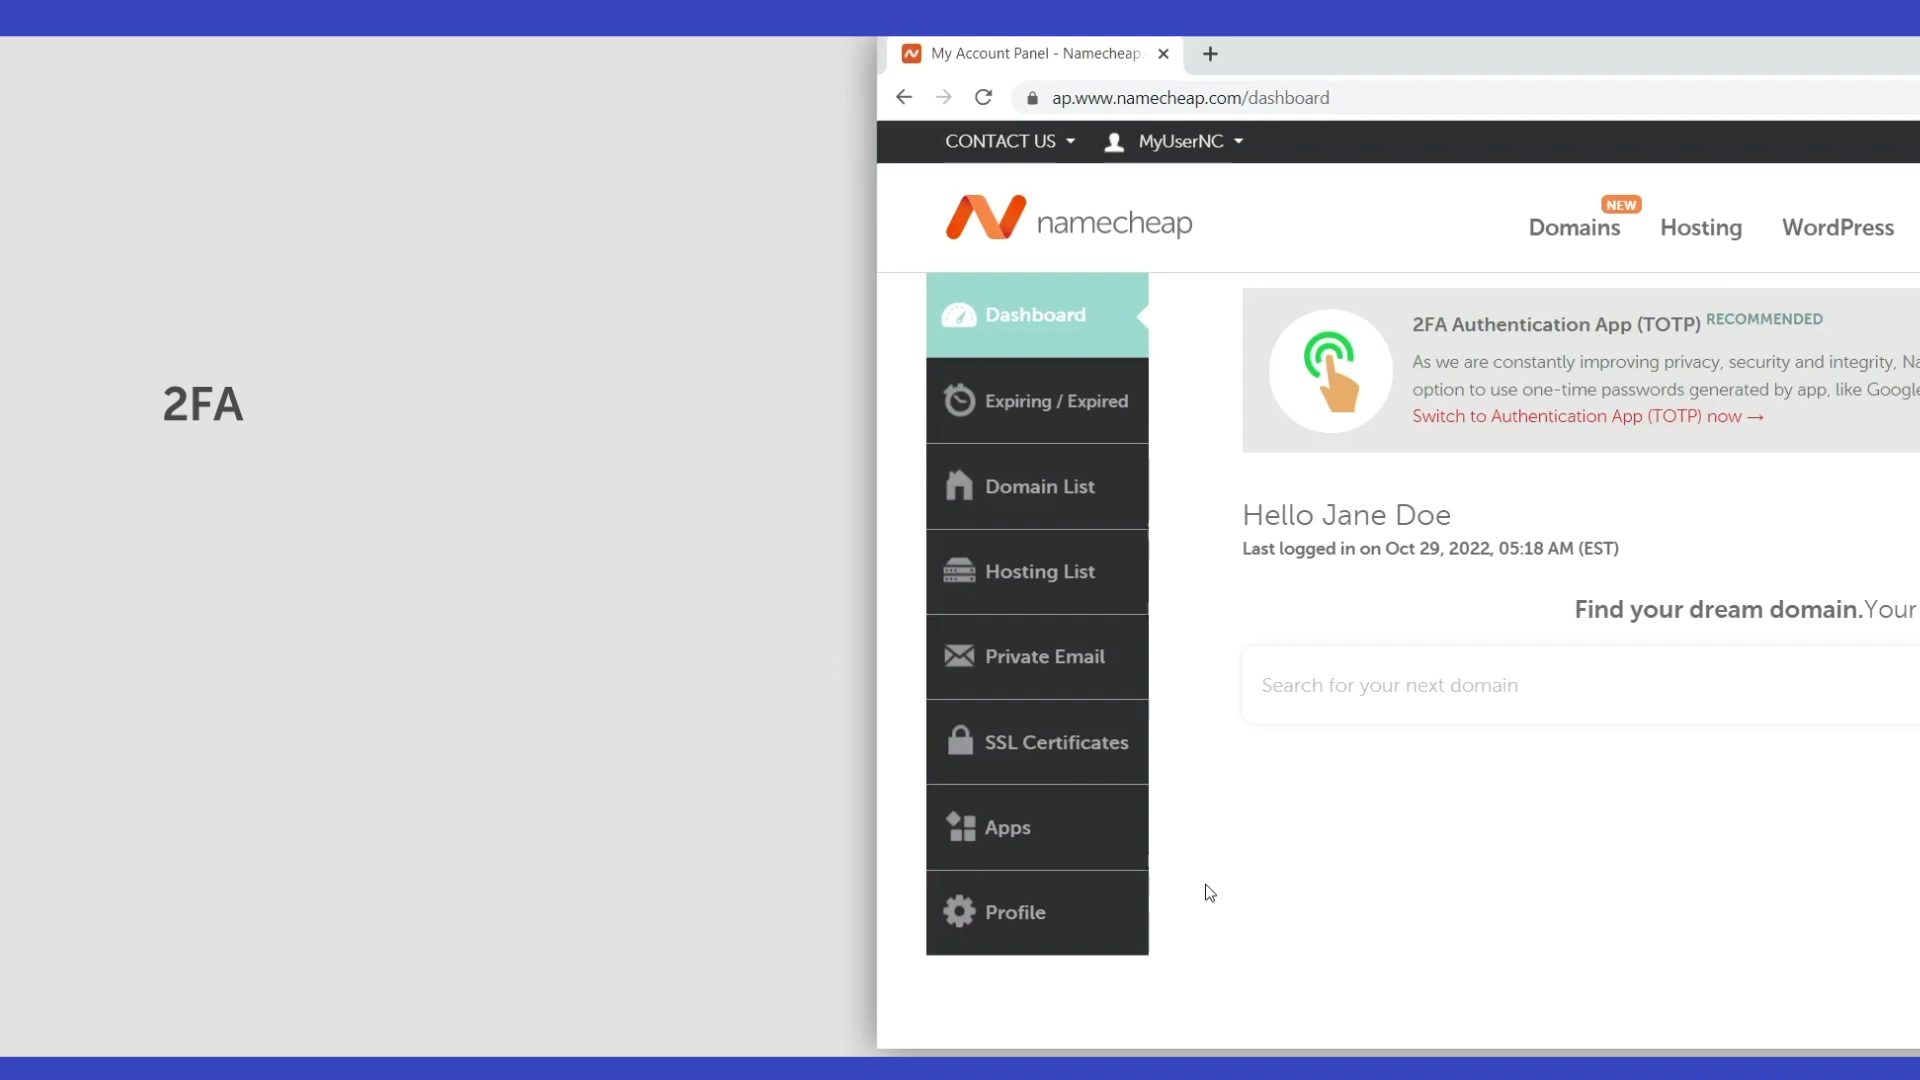 2FA
My Account Panel - Namecheap.
ap.www.namecheap.com/dashboard
CONTACT US
MyUserNC
namecheap
NEW
Domains
Hosting
WordPress
Dashboard
Expiring / Expired
Domain List
Hosting List
Private Email
SSL Certificates
Apps
Profile
2FA Authentication App (TOTP) RECOMMENDED
As we are constantly improving privacy, security and integrity, Na
option to use one-time passwords generated by app, like Google
Switch to Authentication App (TOTP) now →
Hello Jane Doe
Last logged in on Oct 29, 2022, 05:18 AM (EST)
Find your dream domain.Your
Search for your next domain